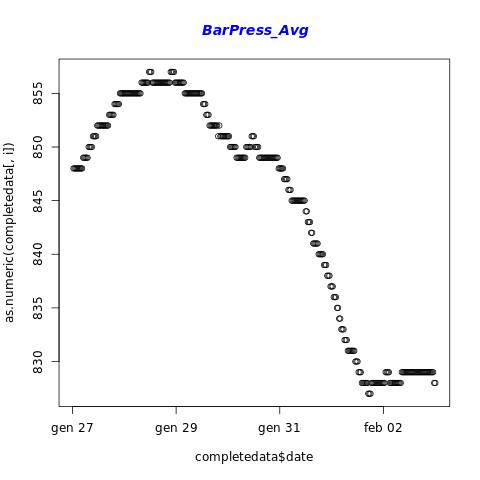 BarPress_Avg
as.numeric(completedata[, i])
855
850
845
840
835
830
gen 27
gen 29
gen 31
feb 02
completedata$date